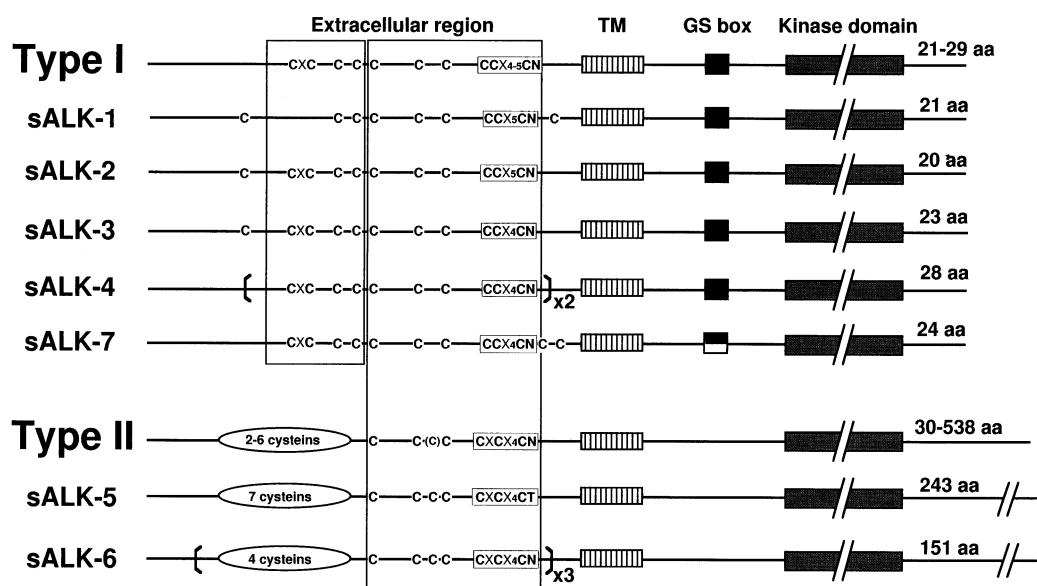 Extracellular region TM GS box Kinase domain
Type I CXC C C C C C CCX4-5CN 21-29 aa
sALK-1 C C C C C C CCX5CN C 21 aa
sALK-2 C CXC C C C C C CCX5CN 20 aa
sALK-3 C CXC C C C C C CCX4CN 23 aa
sALK-4 [ CXC C C C C C CCX4CN ] x2 28 aa
sALK-7 CXC C C C C C CCX4CN C C 24 aa
Type II 2-6 cysteins C C (C) C CXCX4CN 30-538 aa
sALK-5 7 cysteins C C C C CXCX4CT 243 aa
sALK-6 [ 4 cysteins C C C C CXCX4CN ] x3 151 aa